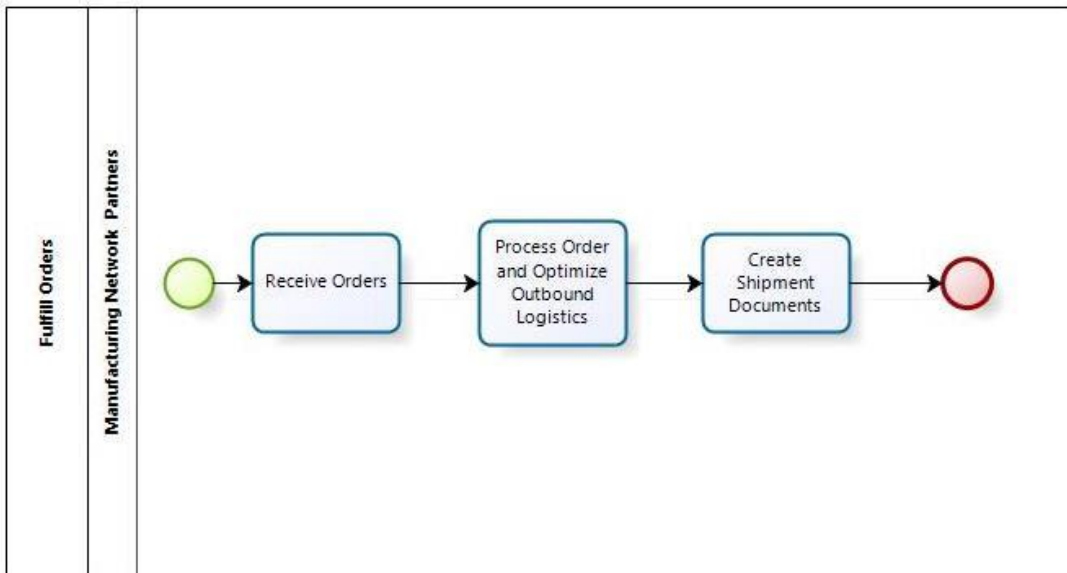 Fulfill Orders
Manufacturing Network Partners
Receive Orders
Process Order
and Optimize
Outbound
Logistics
Create
Shipment
Documents